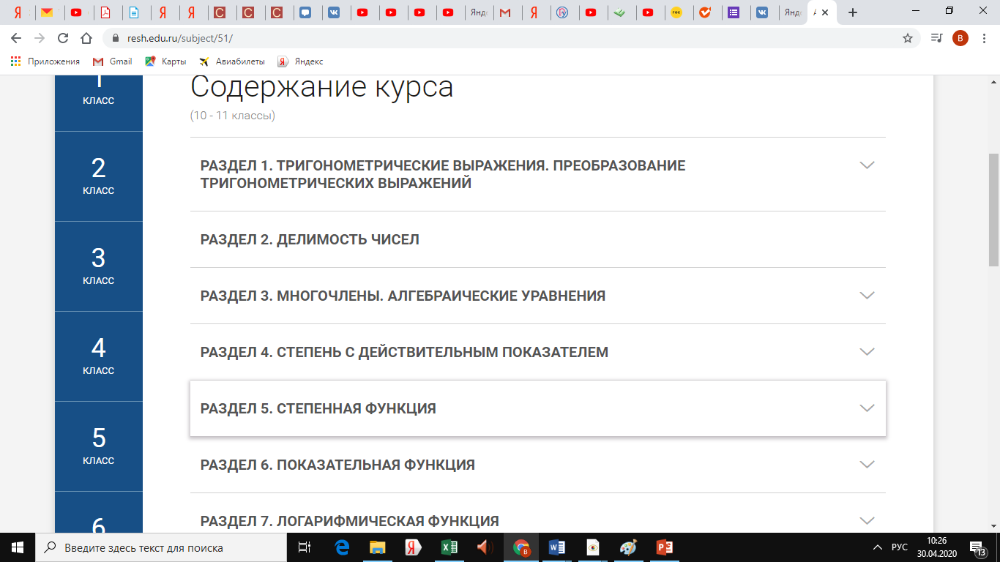 Янд
Янд
resh.edu.ru/subject/51/
В
Приложения
Gmail
Карты
Авиабилеты
Яндекс
1
КЛАСС
2
КЛАСС
3
КЛАСС
4
КЛАСС
5
КЛАСС
6
Содержание курса
(10 - 11 классы)
РАЗДЕЛ 1. ТРИГОНОМЕТРИЧЕСКИЕ ВЫРАЖЕНИЯ. ПРЕОБРАЗОВАНИЕ
ТРИГОНОМЕТРИЧЕСКИХ ВЫРАЖЕНИЙ
РАЗДЕЛ 2. ДЕЛИМОСТЬ ЧИСЕЛ
РАЗДЕЛ 3. МНОГОЧЛЕНЫ. АЛГЕБРАИЧЕСКИЕ УРАВНЕНИЯ
РАЗДЕЛ 4. СТЕПЕНЬ С ДЕЙСТВИТЕЛЬНЫМ ПОКАЗАТЕЛЕМ
РАЗДЕЛ 5. СТЕПЕННАЯ ФУНКЦИЯ
РАЗДЕЛ 6. ПОКАЗАТЕЛЬНАЯ ФУНКЦИЯ
РАЗДЕЛ 7. ЛОГАРИФМИЧЕСКАЯ ФУНКЦИЯ
Введите здесь текст для поиска
РУС
10:26
30.04.2020
13